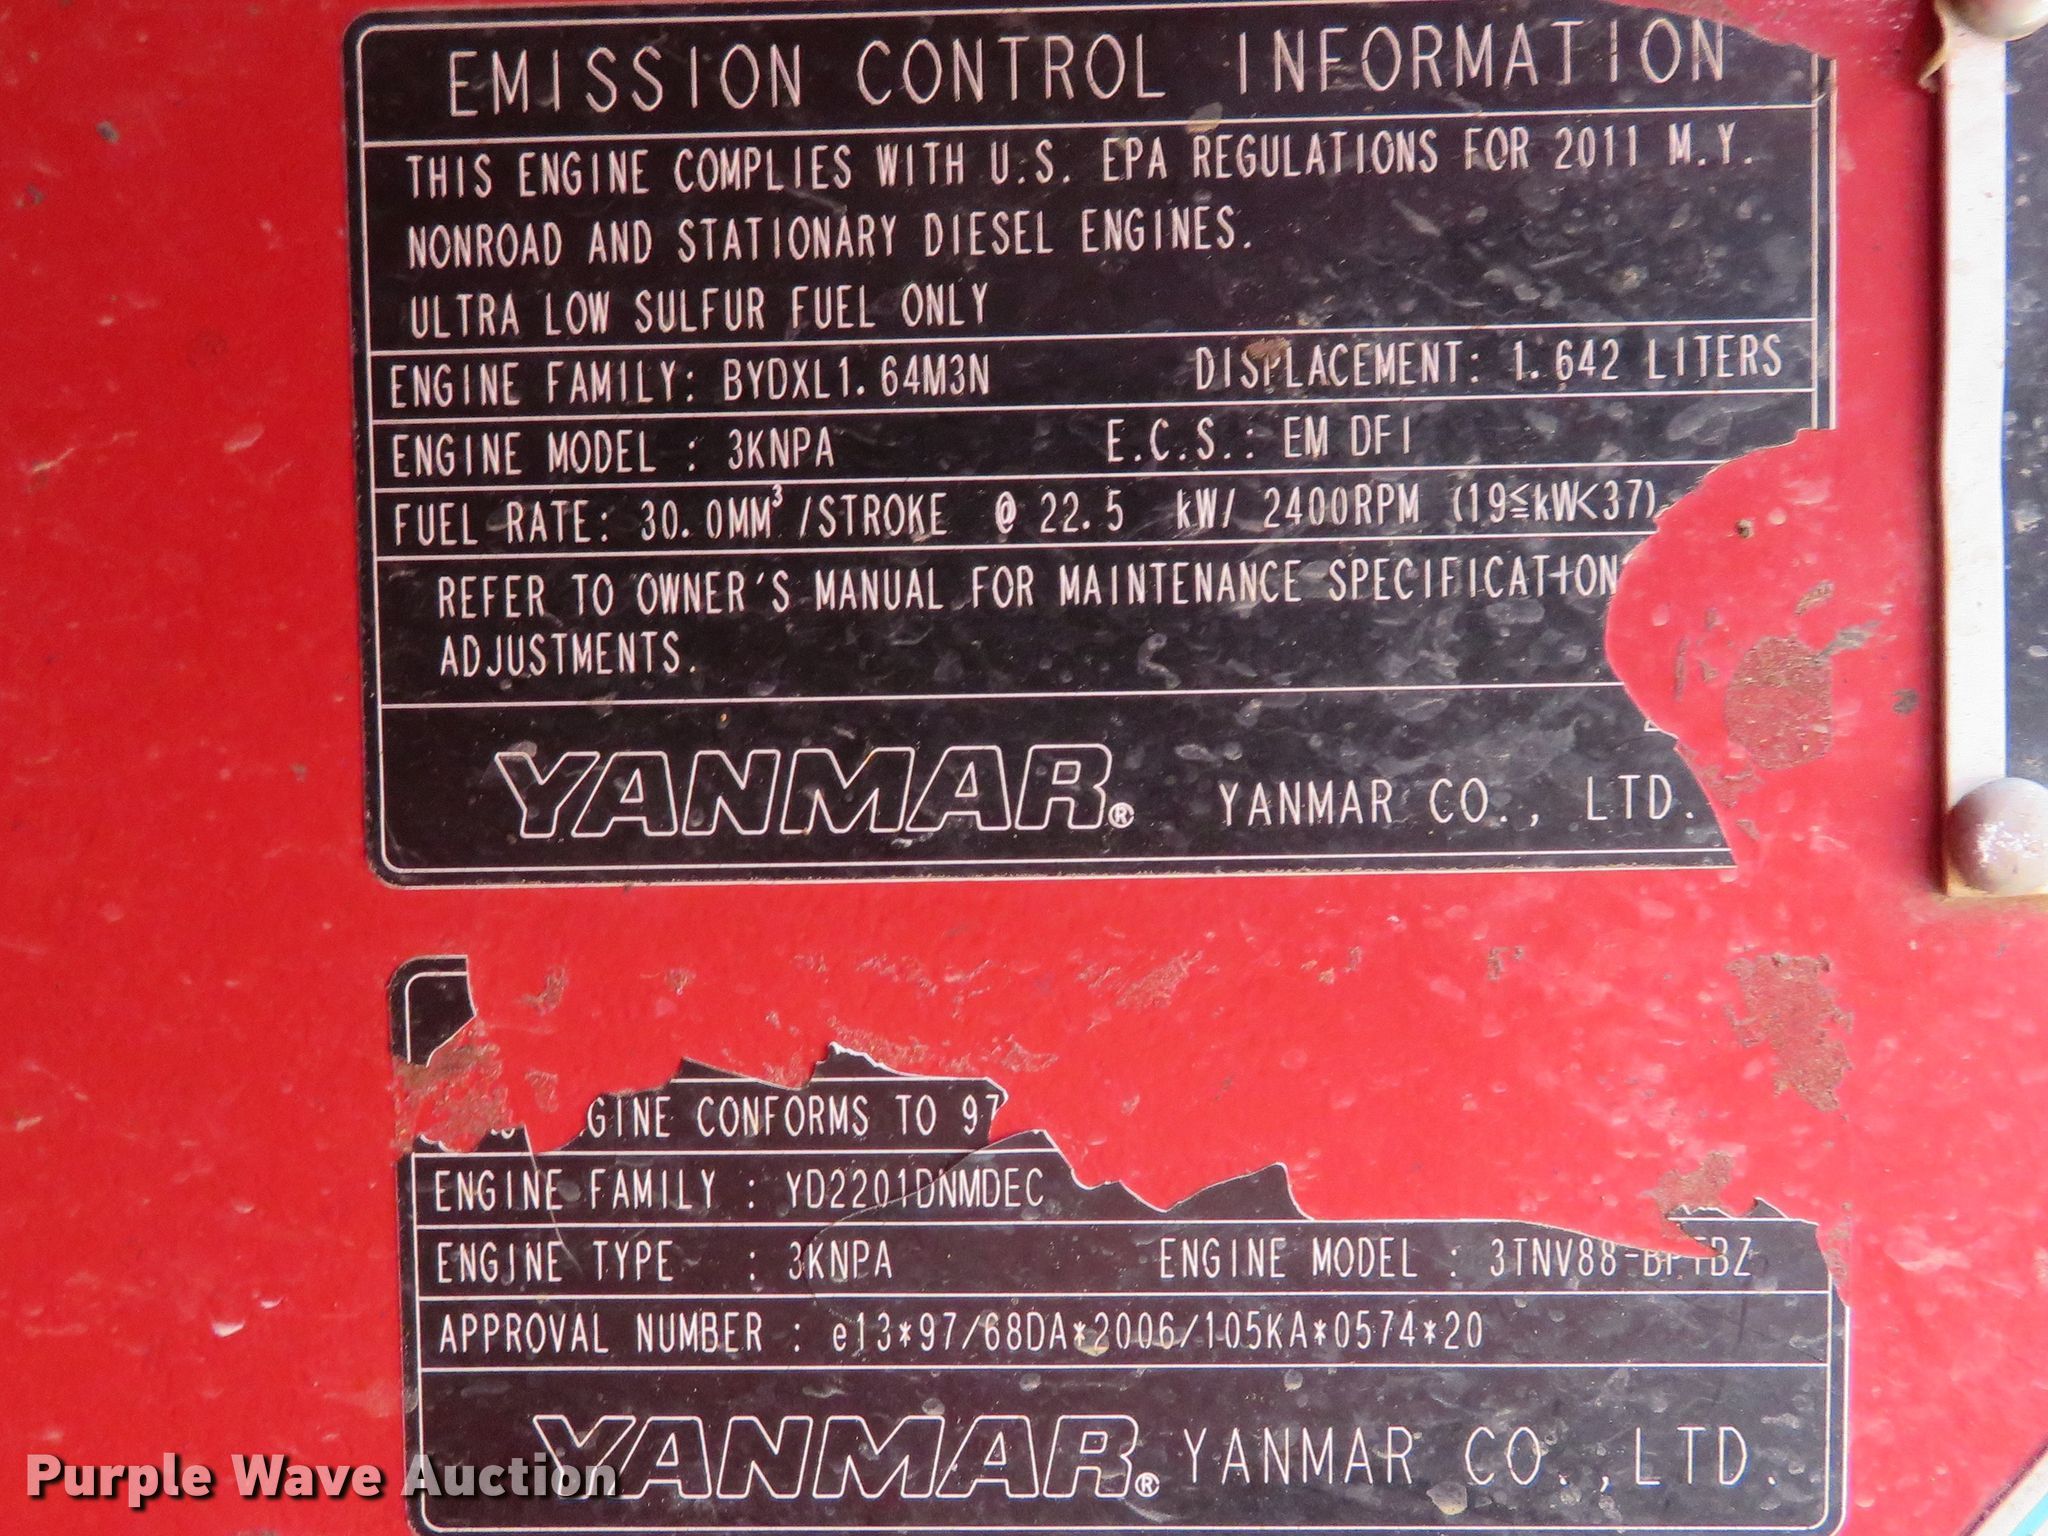 EMISSION CONTROL INFORMATION
THIS ENGINE COMPLIES WITH U.S. EPA REGULATIONS FOR 2011 M.Y.
NONROAD AND STATIONARY DIESEL ENGINES.
ULTRA LOW SULFUR FUEL ONLY
ENGINE FAMILY: BYDXL1.64M3N DISPLACEMENT: 1.642 LITERS
ENGINE MODEL : 3KNPA E.C.S.: EM DFI
FUEL RATE: 30.0MM³/STROKE @ 22.5 kW/ 2400RPM (19≦kW<37)
REFER TO OWNER'S MANUAL FOR MAINTENANCE SPECIFICATION
ADJUSTMENTS.
YANMAR® YANMAR CO., LTD.
GINE CONFORMS TO 97
ENGINE FAMILY : YD2201DNMDEC
ENGINE TYPE : 3KNPA ENGINE MODEL : 3TNV88-BPTBZ
APPROVAL NUMBER : e13*97/68DA*2006/105KA*0574*20
YANMAR® YANMAR CO.,LTD.
Purple Wave Auction